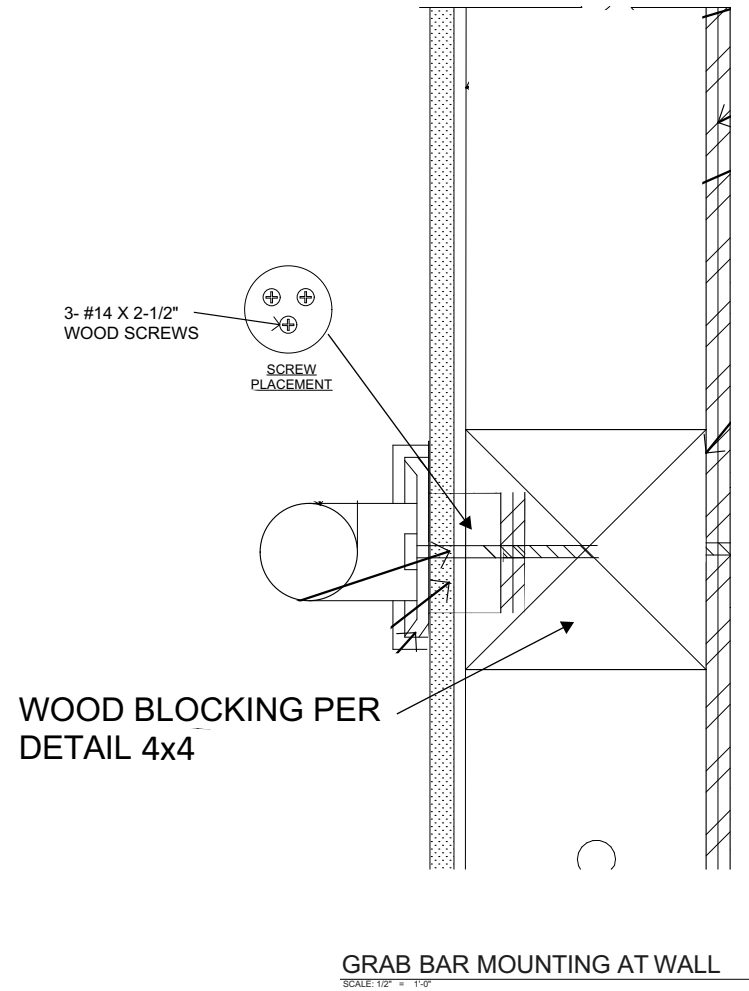 3- #14 X 2-1/2"
WOOD SCREWS
SCREW
PLACEMENT
WOOD BLOCKING PER
DETAIL 4x4
GRAB BAR MOUNTING AT WALL
SCALE: 1/2" = 1'-0"